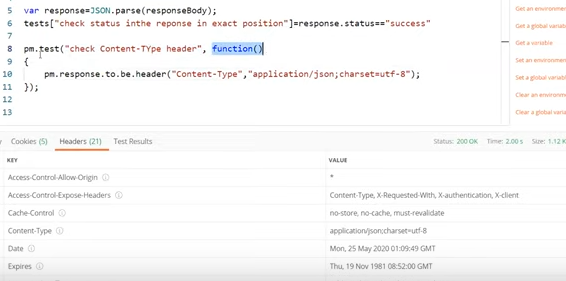 5 var response=JSON.parse(responseBody);
6 tests["check status inthe reponse in exact position"]=response.status=="success"
7
8 pm.test("check Content-TYpe header", function()
9 {
10 pm.response.to.be.header("Content-Type","application/json;charset=utf-8");
11 });
12
13
Get an environmen
Get a global variab
Get a variable
Set an environmen
Set a global variab
Clear an environm
Clear a global varia
Cookies (5) Headers (21) Test Results Status: 200 OK Time: 2.00 s Size: 1.12 K
KEY VALUE
Access-Control-Allow-Origin *
Access-Control-Expose-Headers Content-Type, X-Requested-With, X-authentication, X-client
Cache-Control no-store, no-cache, must-revalidate
Content-Type application/json;charset=utf-8
Date Mon, 25 May 2020 01:09:49 GMT
Expires Thu, 19 Nov 1981 08:52:00 GMT